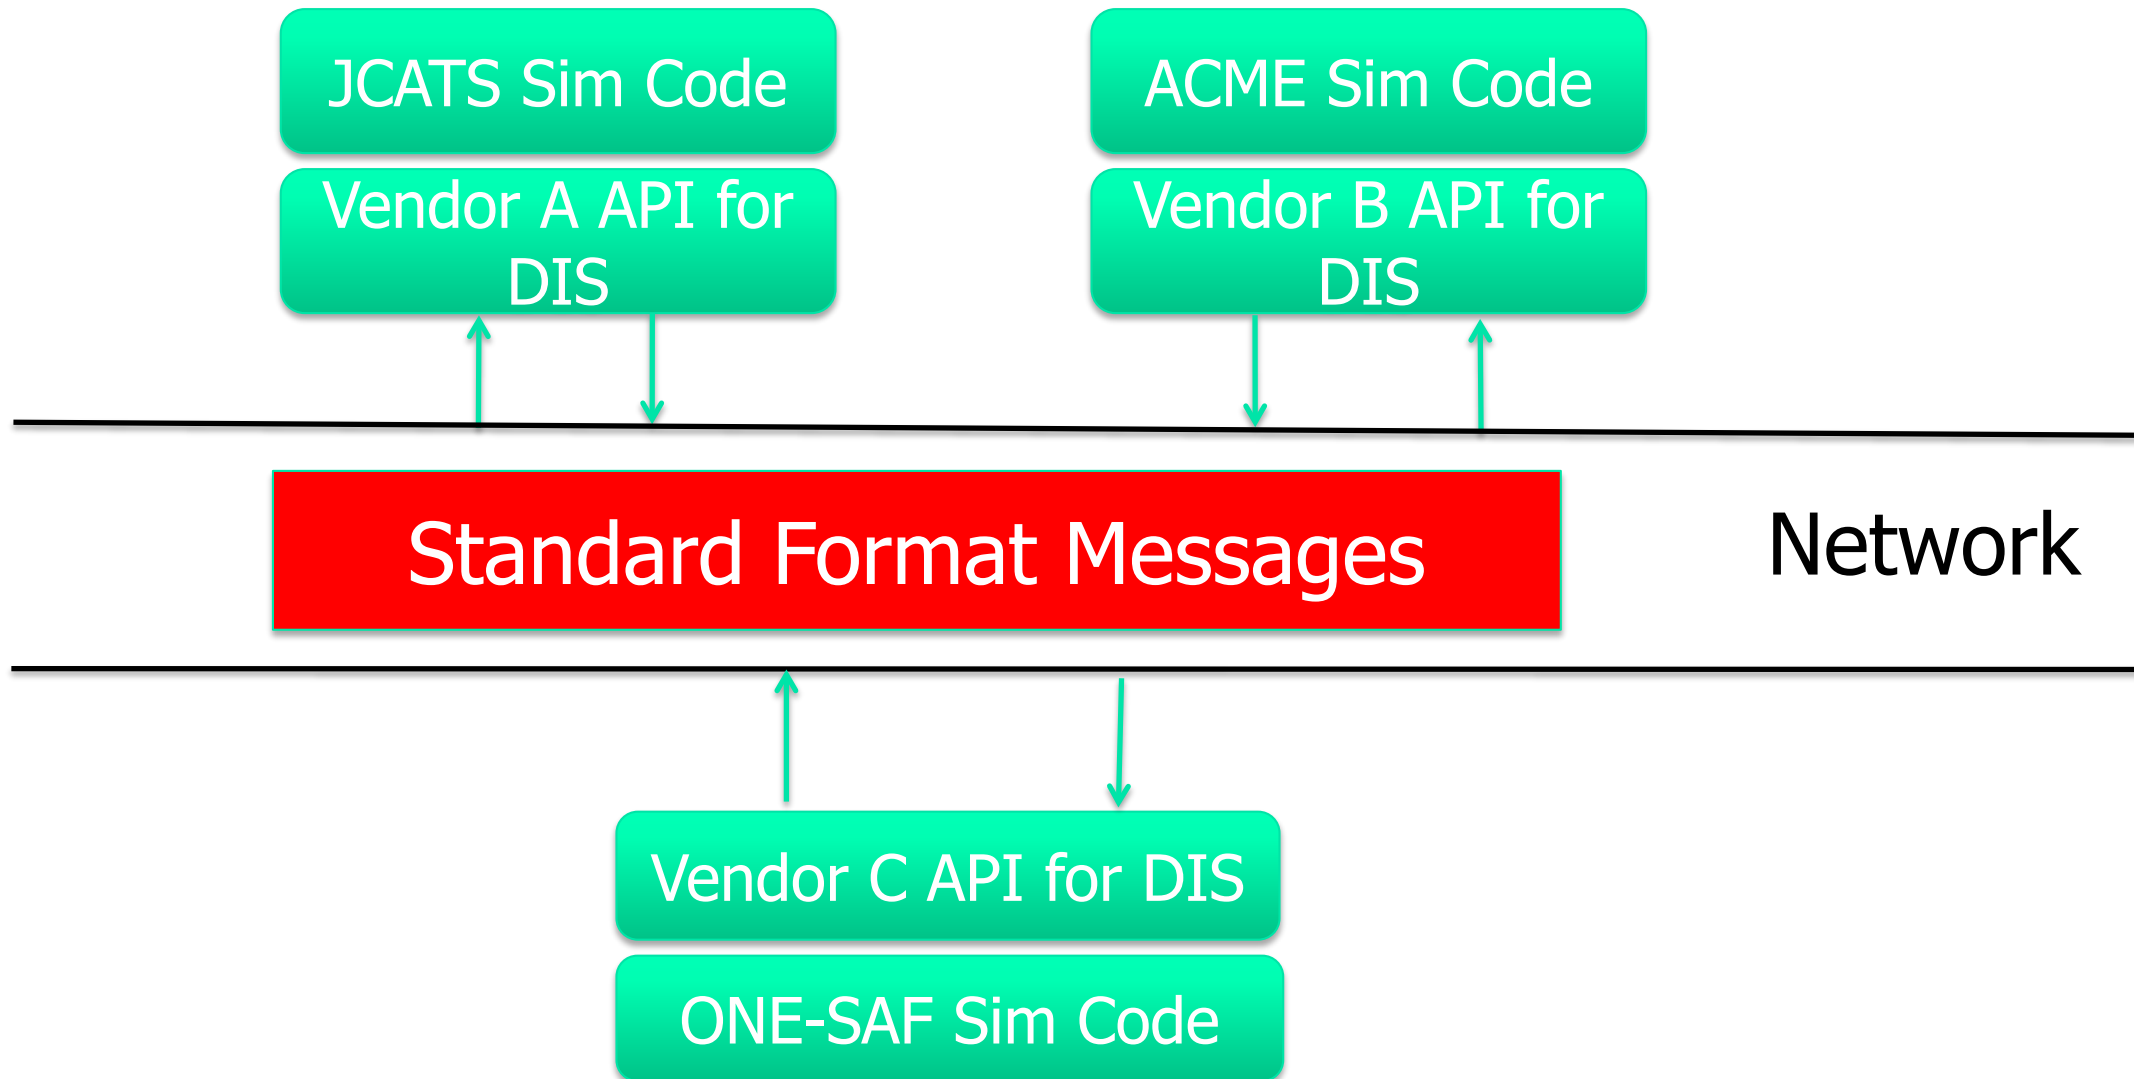 JCATS Sim Code
ACME Sim Code
Vendor A API for
DIS
Vendor B API for
DIS
Standard Format Messages
Network
Vendor C API for DIS
ONE-SAF Sim Code